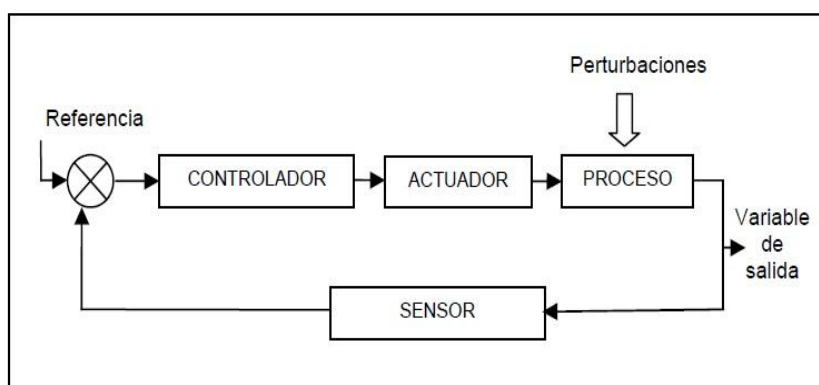 Perturbaciones
Referencia
CONTROLADOR
ACTUADOR
PROCESO
Variable
de
salida
SENSOR